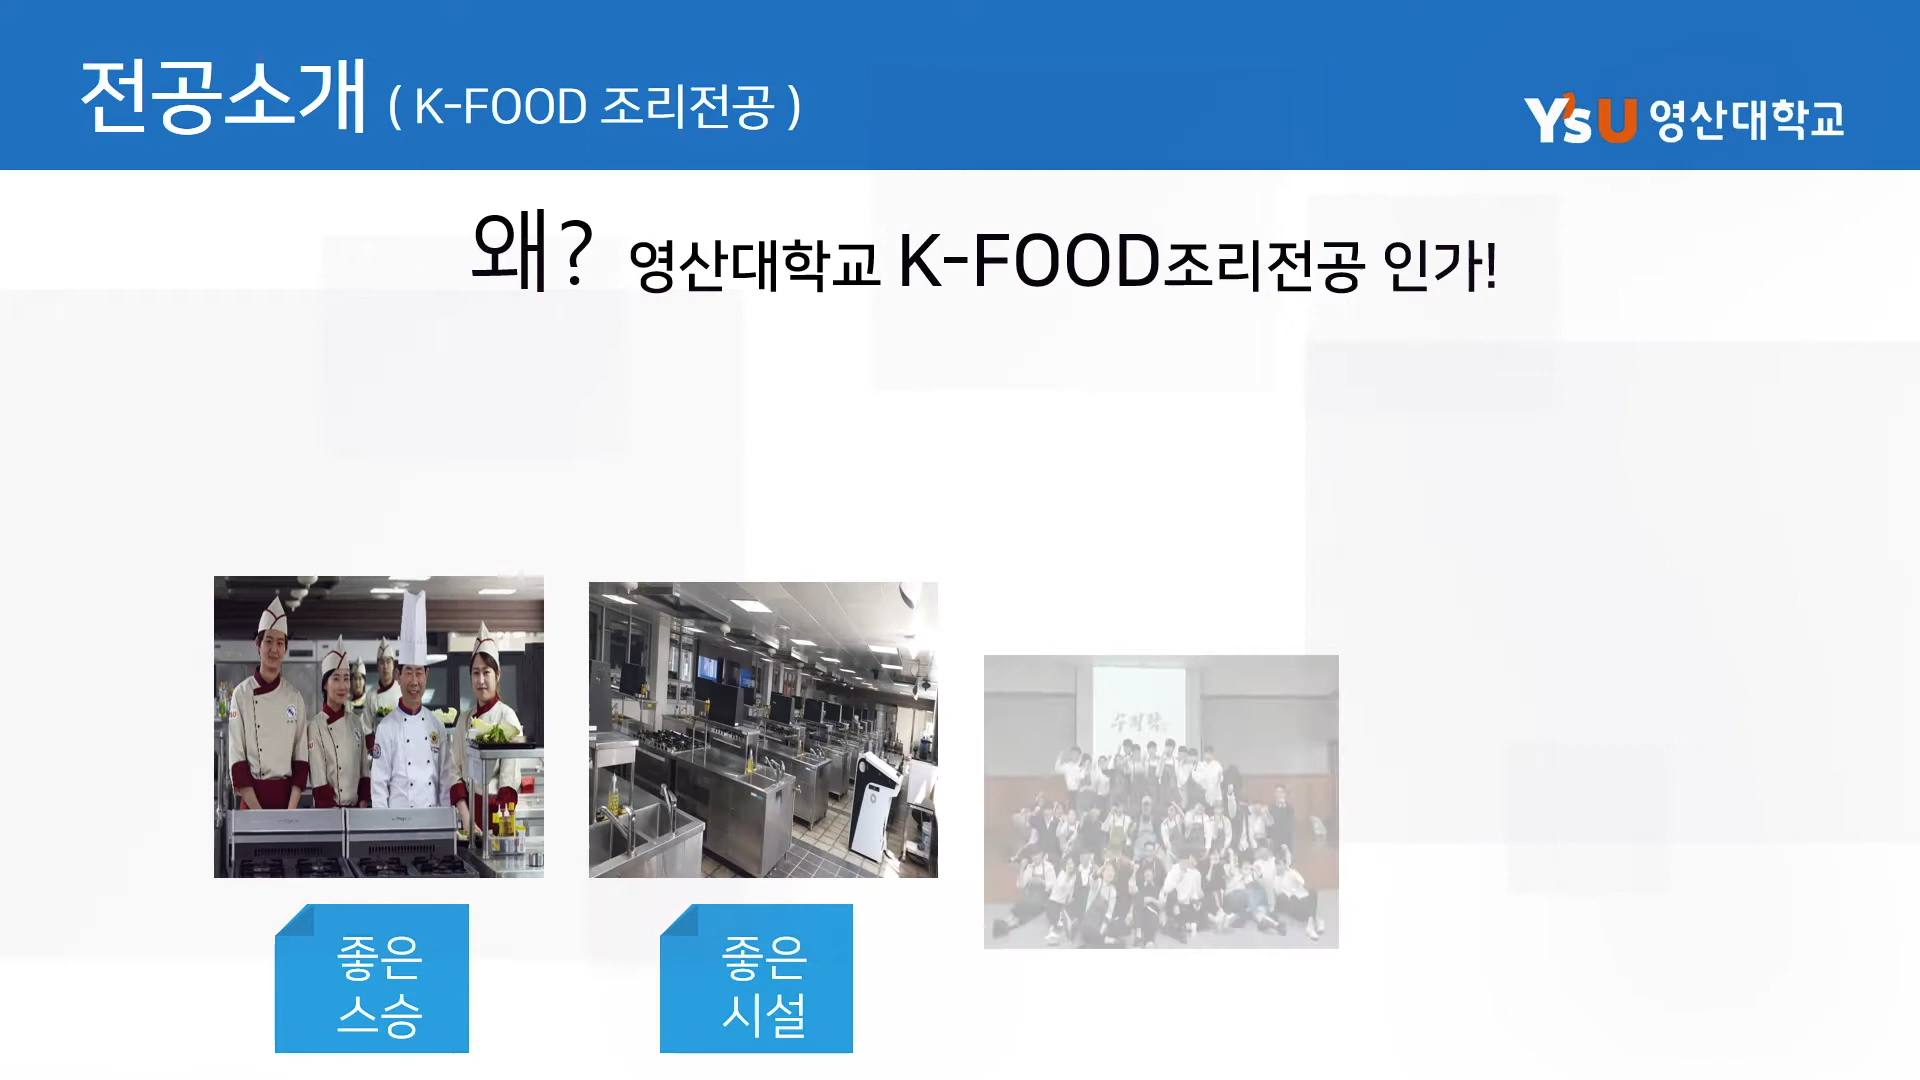 전공소개 ( K-FOOD 조리전공 )
Y'sU 영산대학교
왜? 영산대학교 K-FOOD조리전공 인가!
좋은
스승
좋은
시설